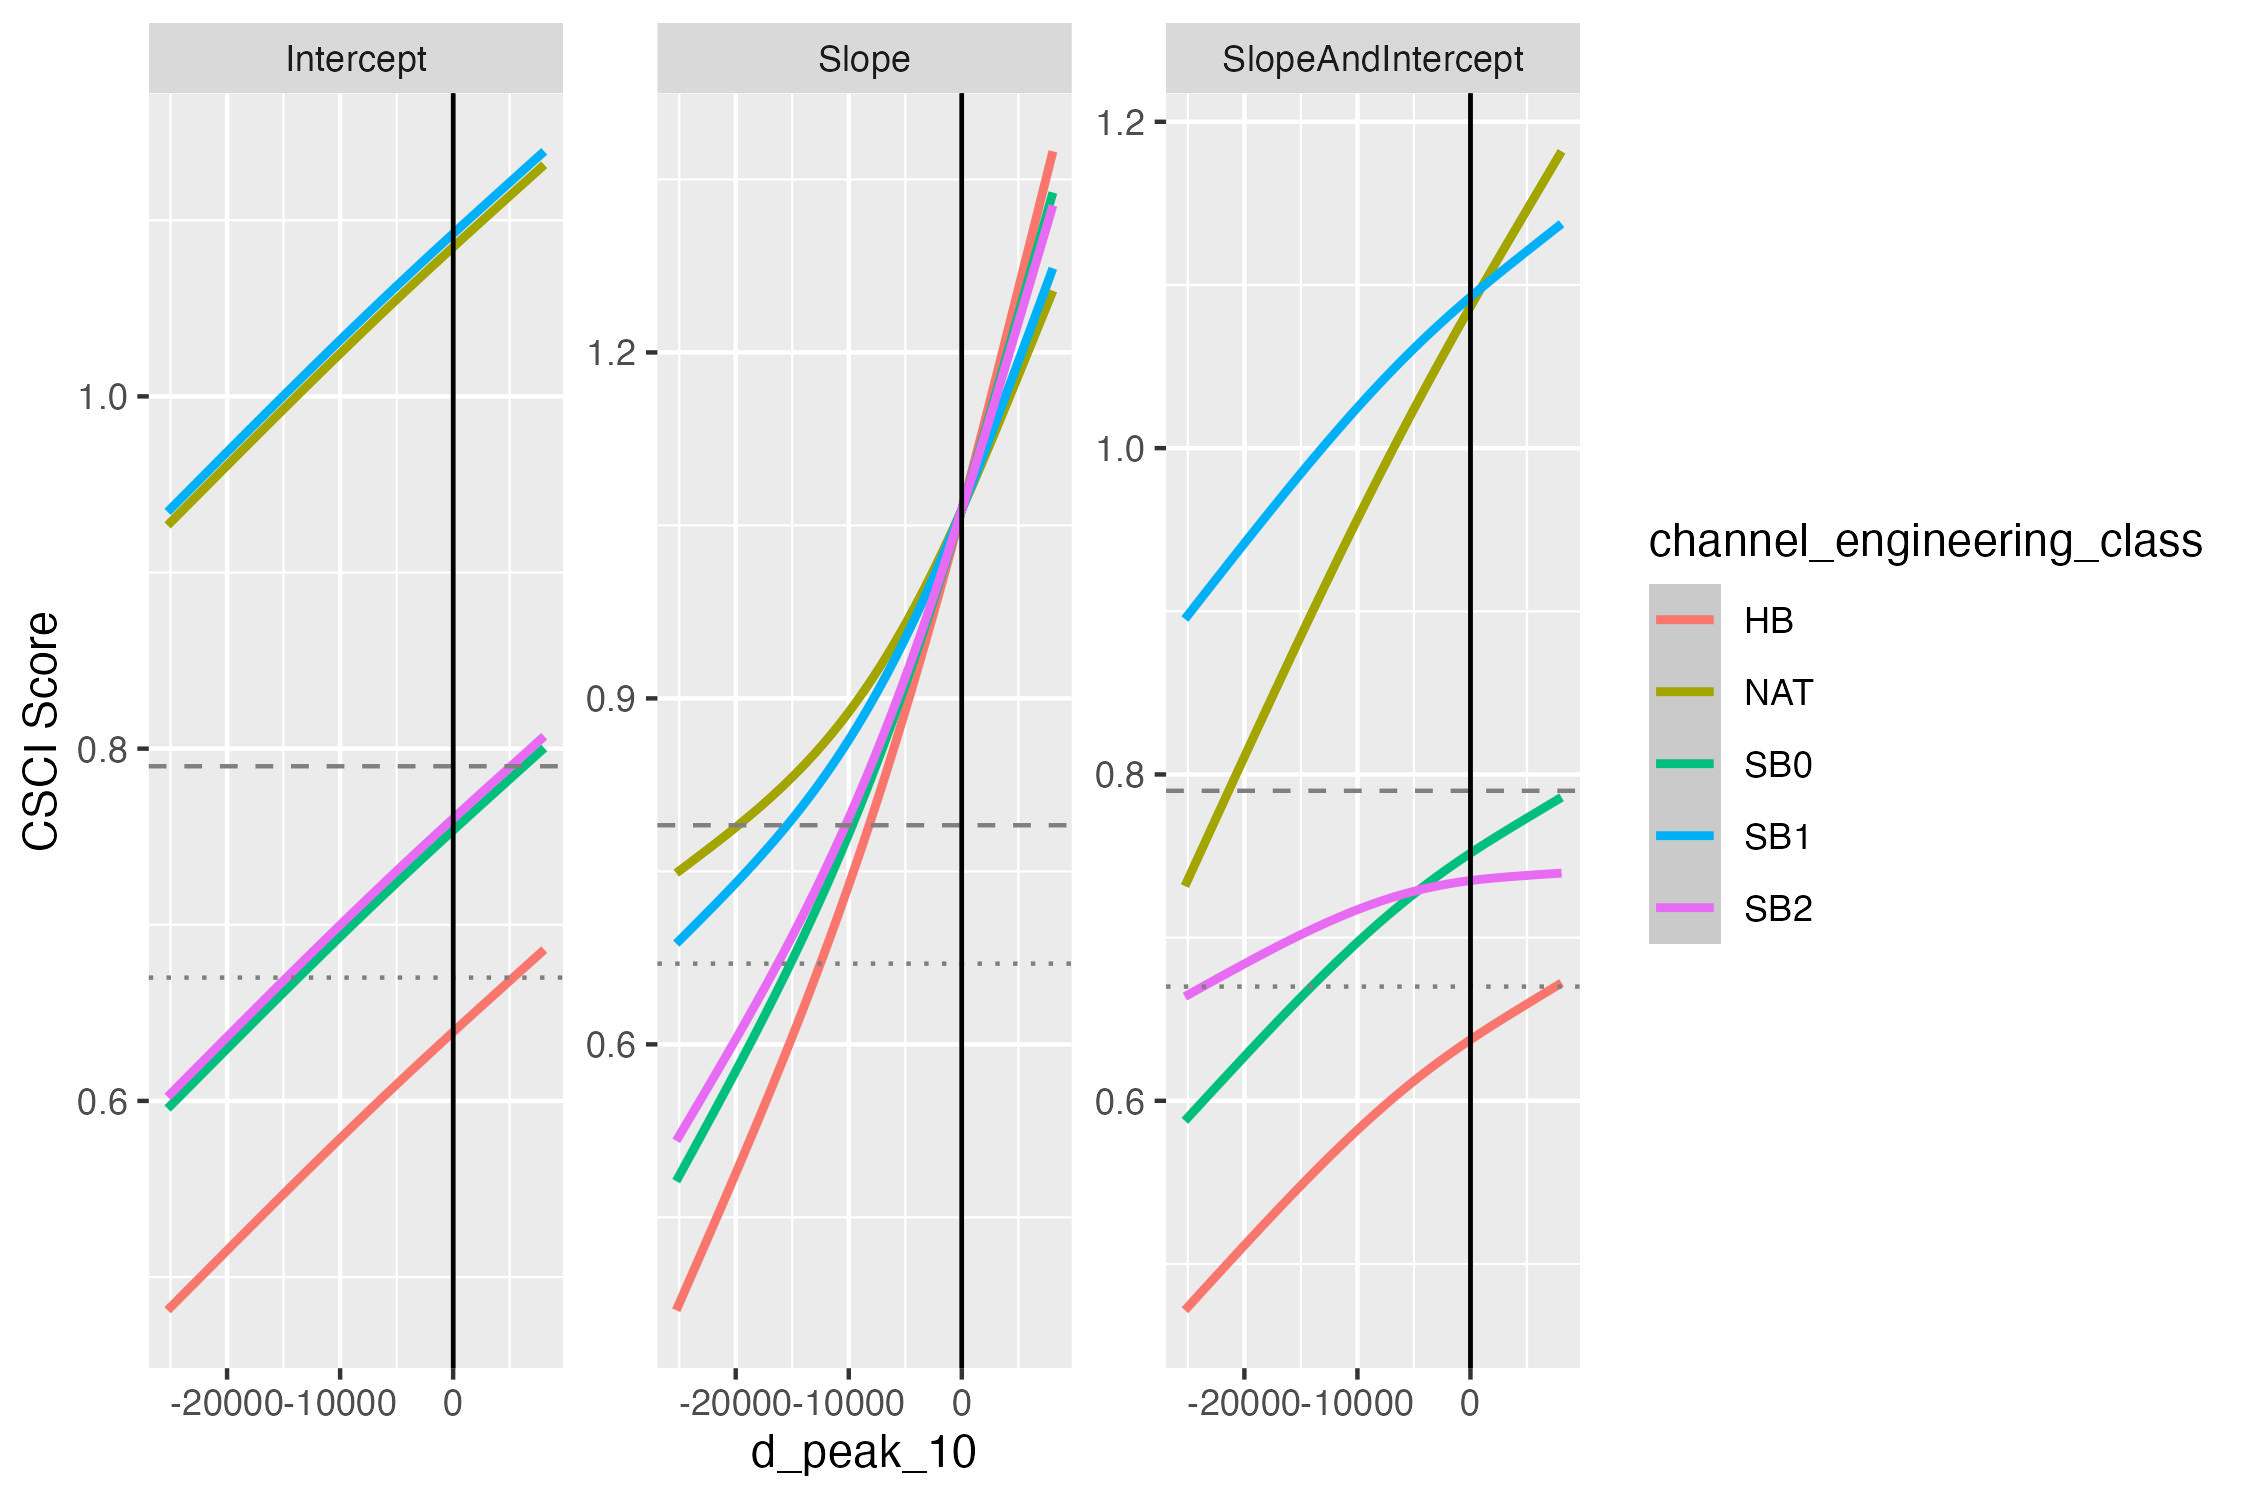 Intercept Slope SlopeAndIntercept
CSCI Score
1.0
0.8
0.6
1.2
0.9
0.6
1.2
1.0
0.8
0.6
-20000 -10000 0
-20000 -10000 0
-20000 -10000 0
d_peak_10
channel_engineering_class
HB
NAT
SB0
SB1
SB2